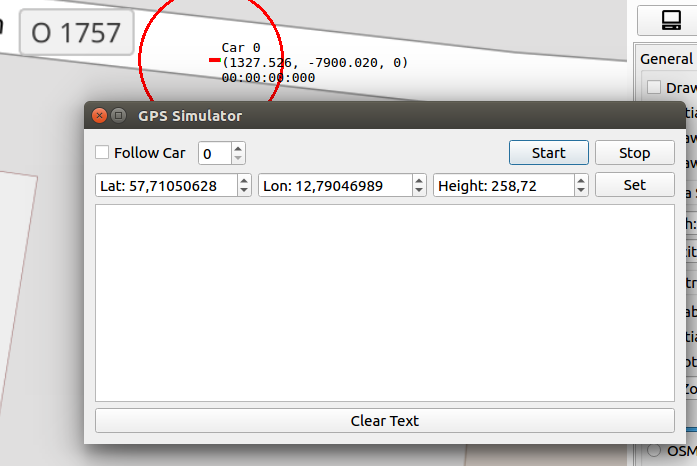 O 1757
Car 0
(1327.526, -7900.020, 0)
00:00:00:000
General
Draw
GPS Simulator
Follow Car
0
Start
Stop
Lat: 57,71050628
Lon: 12,79046989
Height: 258,72
Set
Clear Text
OSM